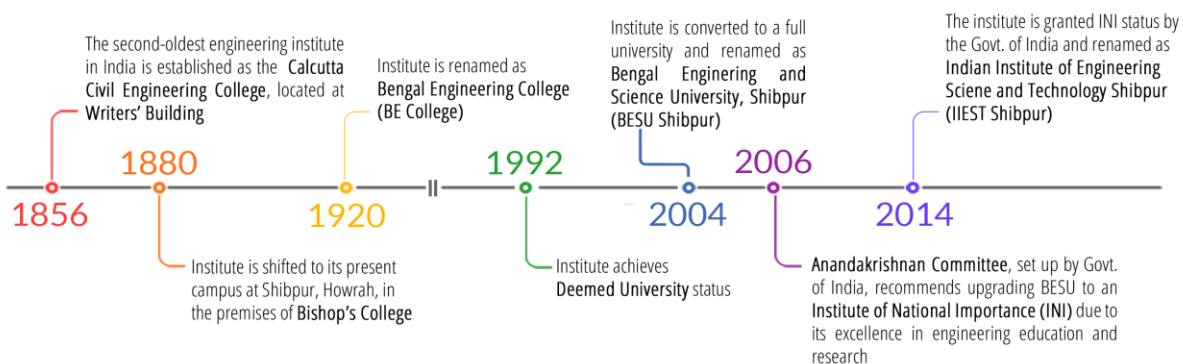 The second-oldest engineering institute
in India is established as the Calcutta
Civil Engineering College, located at
Writers' Building
1856
1880
Institute is shifted to its present
campus at Shibpur, Howrah, in
the premises of Bishop's College
Institute is renamed as
Bengal Engineering College
(BE College)
1920
1992
Institute achieves
Deemed University status
Institute is converted to a full
university and renamed as
Bengal Enginering and
Science University, Shibpur
(BESU Shibpur)
2004
2006
Anandakrishnan Committee, set up by Govt.
of India, recommends upgrading BESU to an
Institute of National Importance (INI) due to
its excellence in engineering education and
research
The institute is granted INI status by
the Govt. of India and renamed as
Indian Institute of Engineering
Sciene and Technology Shibpur
(IIEST Shibpur)
2014